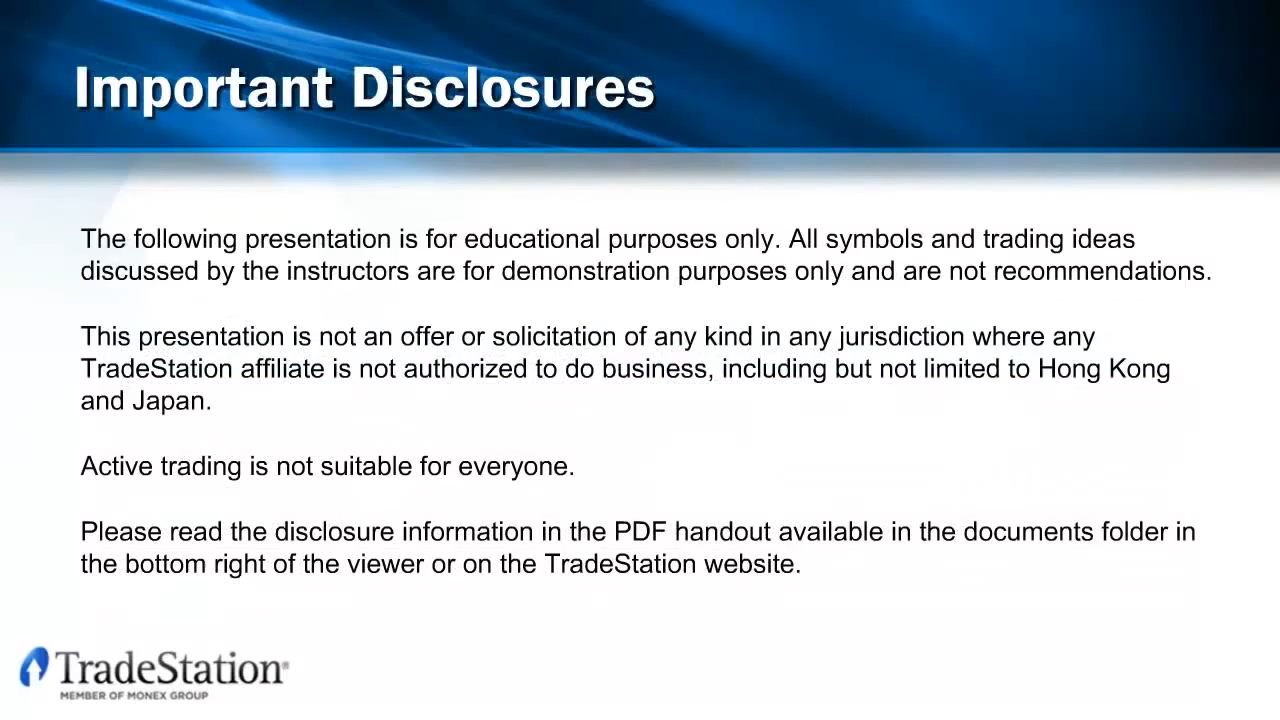 Important Disclosures
The following presentation is for educational purposes only. All symbols and trading ideas
discussed by the instructors are for demonstration purposes only and are not recommendations.
This presentation is not an offer or solicitation of any kind in any jurisdiction where any
TradeStation affiliate is not authorized to do business, including but not limited to Hong Kong
and Japan.
Active trading is not suitable for everyone.
Please read the disclosure information in the PDF handout available in the documents folder in
the bottom right of the viewer or on the TradeStation website.
TradeStation®
MEMBER OF MONEX GROUP